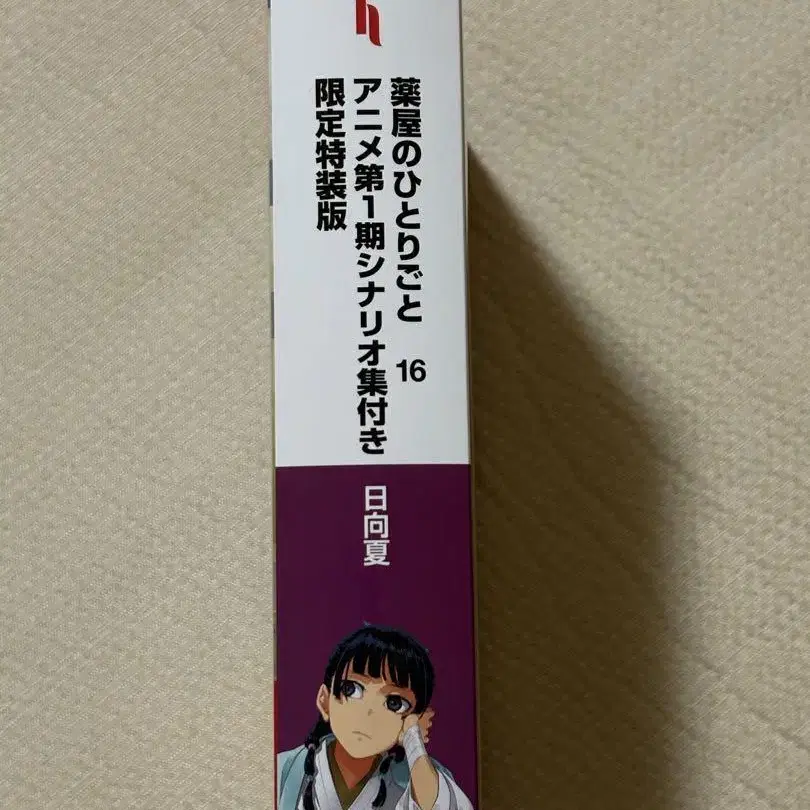 薬屋のひとりごと 16
アニメ第1期シナリオ集付き
限定特装版
日向夏